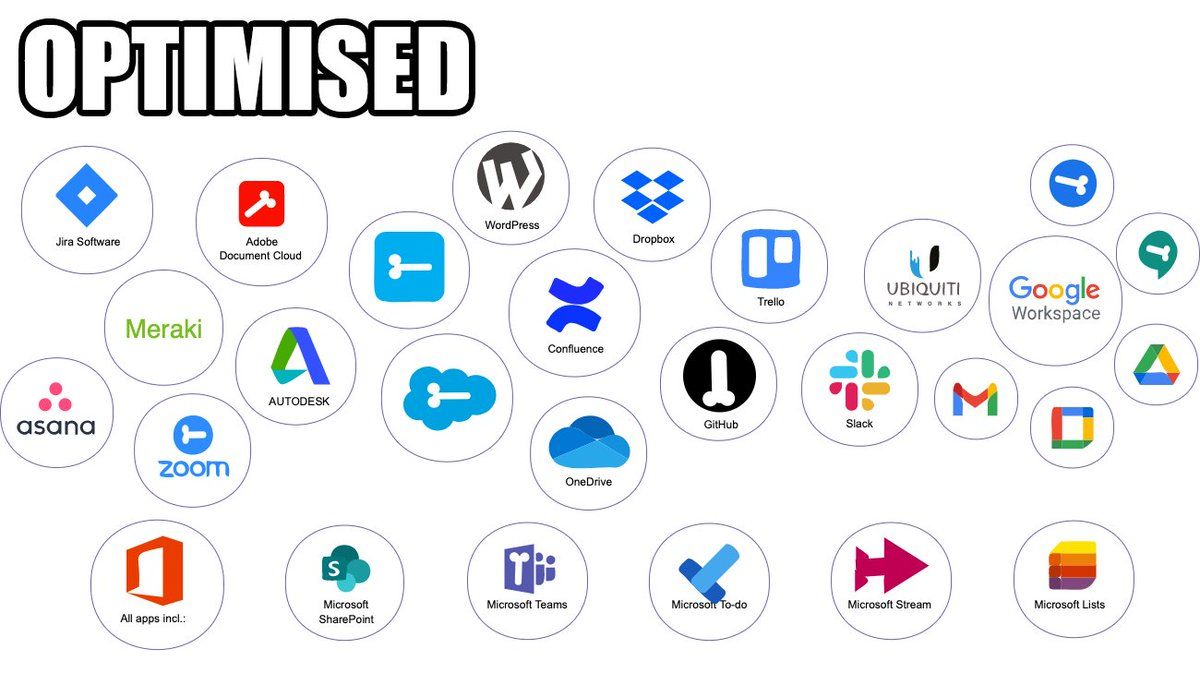 OPTIMISED
Jira Software
Adobe
Document Cloud
WordPress
Dropbox
Trello
UBIQUITI
NETWORKS
Google
Workspace
Meraki
AUTODESK
Confluence
GitHub
Slack
asana
zoom
OneDrive
All apps incl.:
S
Microsoft
SharePoint
Microsoft Teams
Microsoft To-do
Microsoft Stream
Microsoft Lists